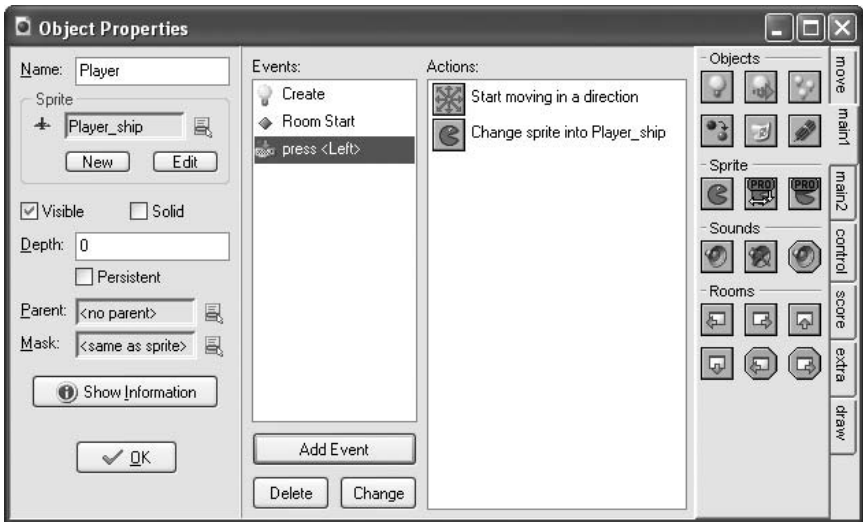 Object Properties
Name: Player
Sprite
Player_ship
New Edit
Visible Solid
Depth: 0
Persistent
Parent: <no parent>
Mask: <same as sprite>
Show Information
OK
Events:
Create
Room Start
press <Left>
Add Event
Delete Change
Actions:
Start moving in a direction
Change sprite into Player_ship
Objects
Sprite
(PRO) (PRO)
Sounds
Rooms
move
main1
main2
control
score
extra
draw